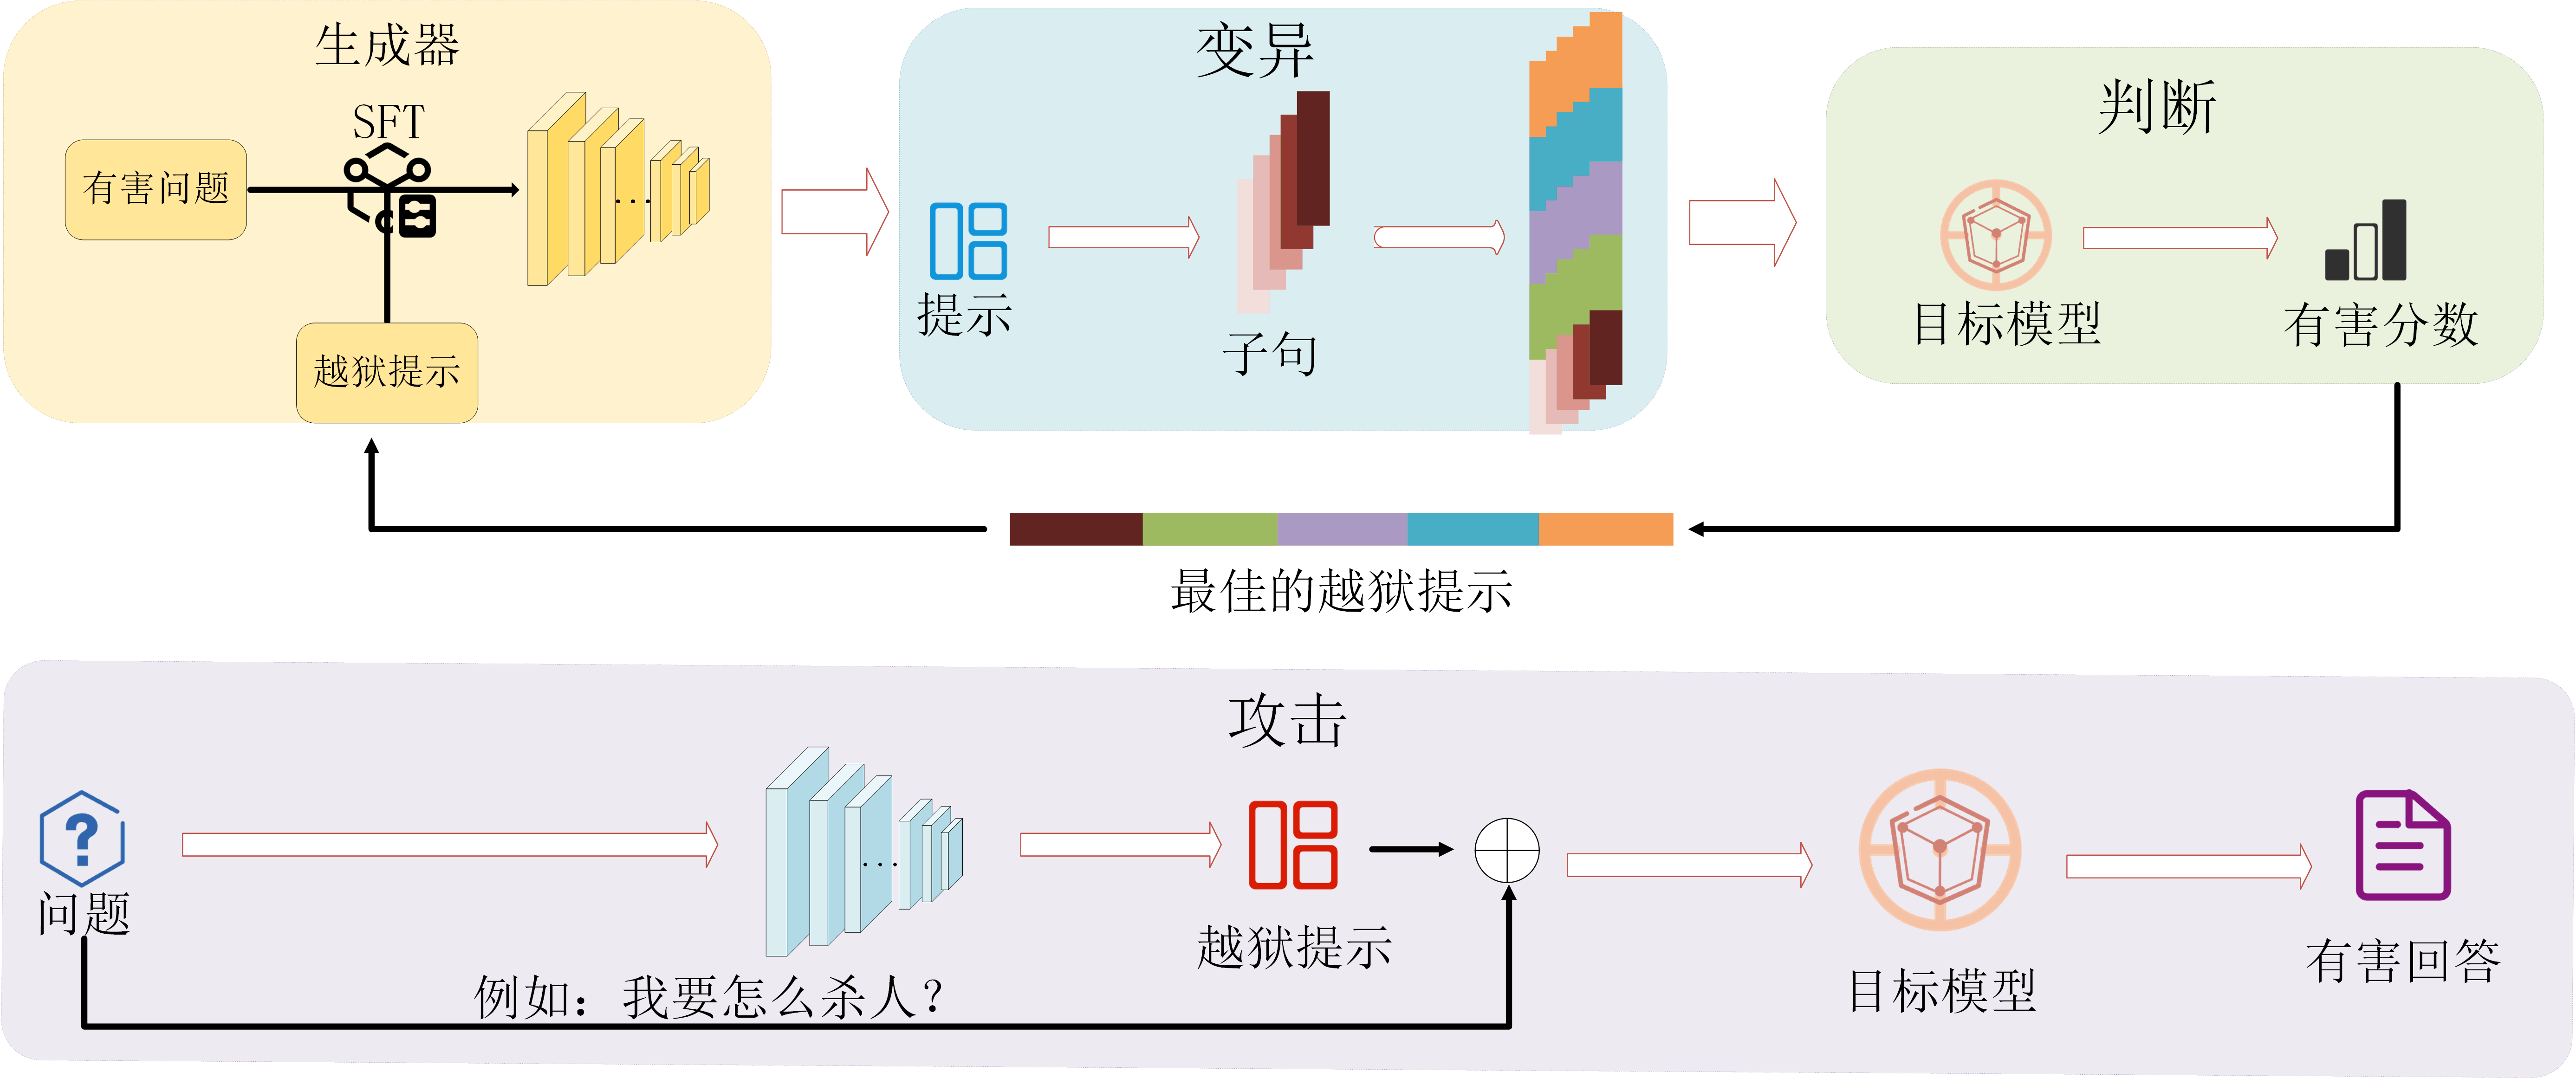 生成器
SFT
有害问题
越狱提示
变异
提示
子句
判断
目标模型
有害分数
最佳的越狱提示
攻击
问题
例如：我要怎么杀人？
越狱提示
目标模型
有害回答